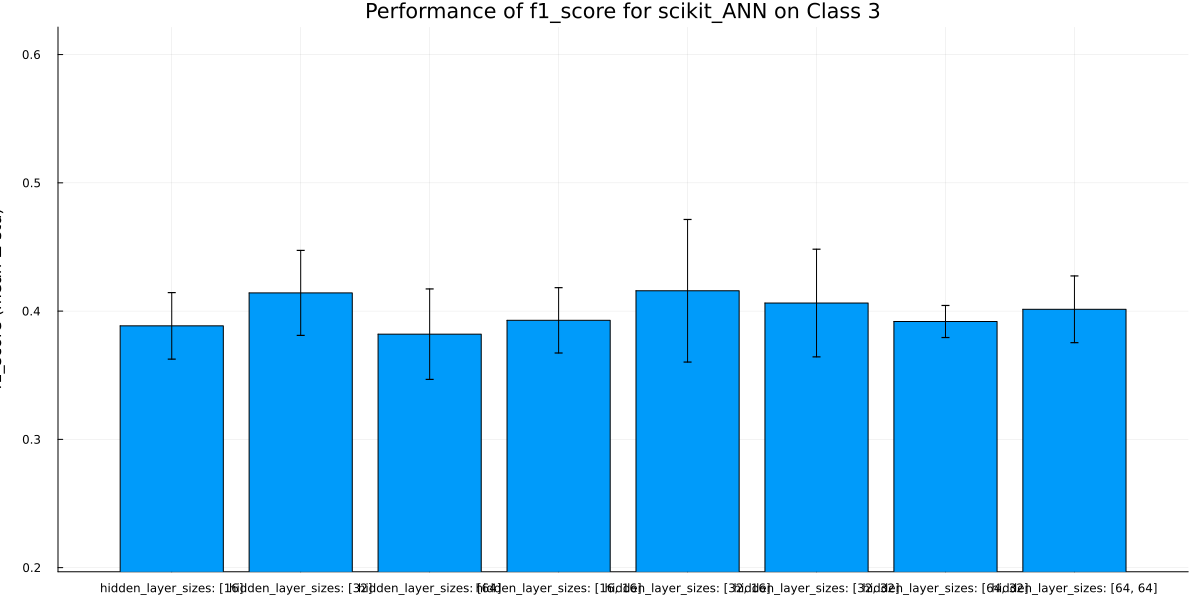 Performance of f1_score for scikit_ANN on Class 3
0.6
0.5
0.4
0.3
0.2
hidden_layer_sizes: [16]
hidden_layer_sizes: [32]
hidden_layer_sizes: [64]
hidden_layer_sizes: [16, 16]
hidden_layer_sizes: [32, 16]
hidden_layer_sizes: [32, 32]
hidden_layer_sizes: [64, 32]
hidden_layer_sizes: [64, 64]